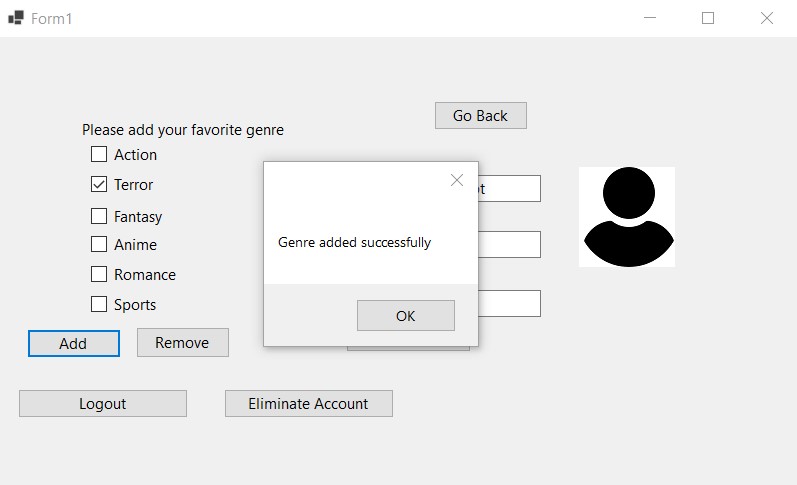 Form1
Go Back
Please add your favorite genre
Action
Terror
Fantasy
Anime
Romance
Sports
Genre added successfully
OK
Add
Remove
Logout
Eliminate Account